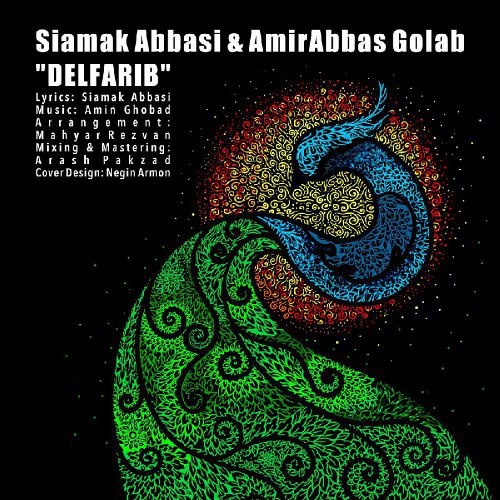 Siamak Abbasi & AmirAbbas Golab
"DELFARIB"
Lyrics: Siamak Abbasi
Music: Amin Ghobad
Arrangement:
Mahyar Rezvan
Mixing & Mastering:
Arash Pakzad
Cover Design: Negin Armon